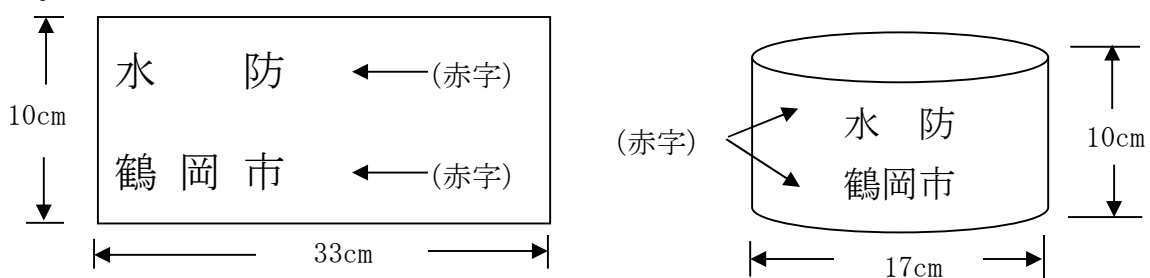 水 防 (赤字)
10cm
鶴 岡 市 (赤字)
33cm
(赤字)
水 防
鶴岡市
10cm
17cm